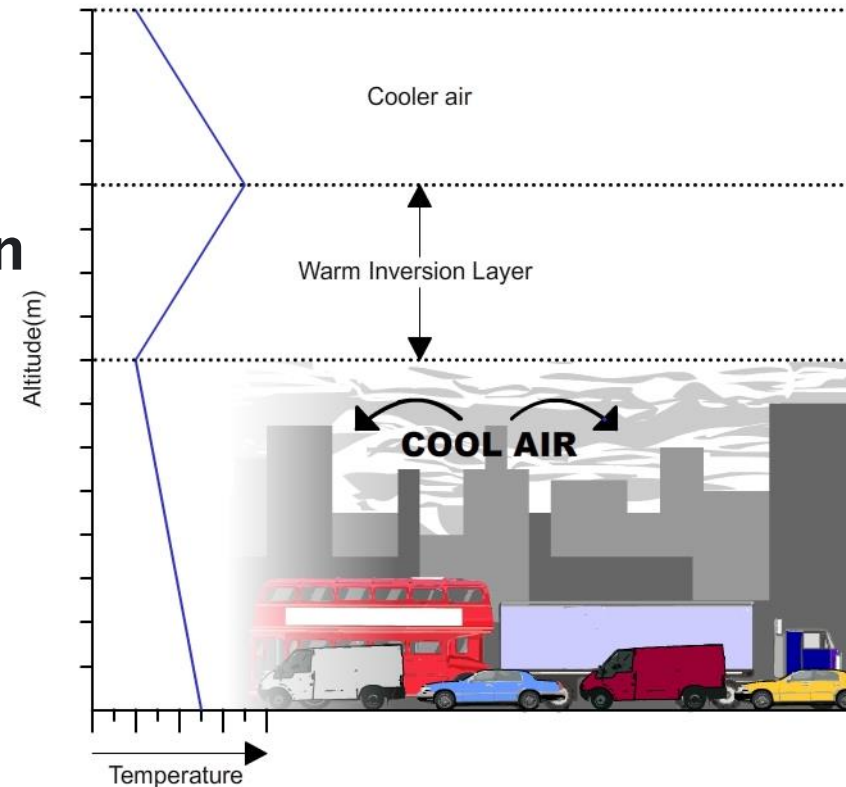 Cooler air
n
Warm Inversion Layer
Altitude(m)
COOL AIR
Temperature